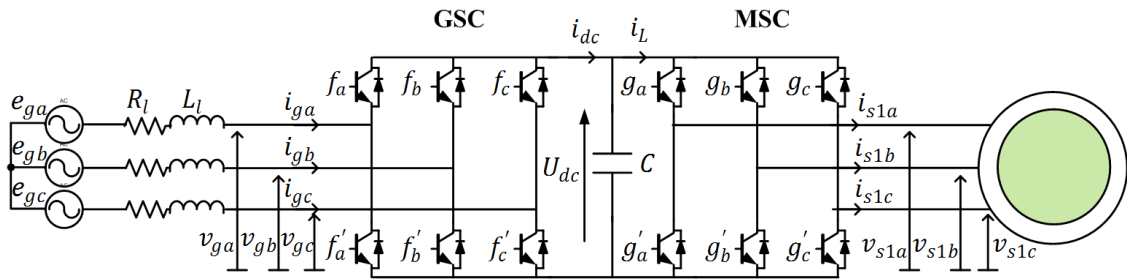 GSC MSC
i_dc i_L
f_a f_b f_c g_a g_b g_c
AC
e_ga R_l L_l i_ga i_s1a
e_gb i_gb U_dc C i_s1b
e_gc i_gc i_s1c
f_a' f_b' f_c' g_a' g_b' g_c'
v_ga v_gb v_gc v_s1a v_s1b v_s1c